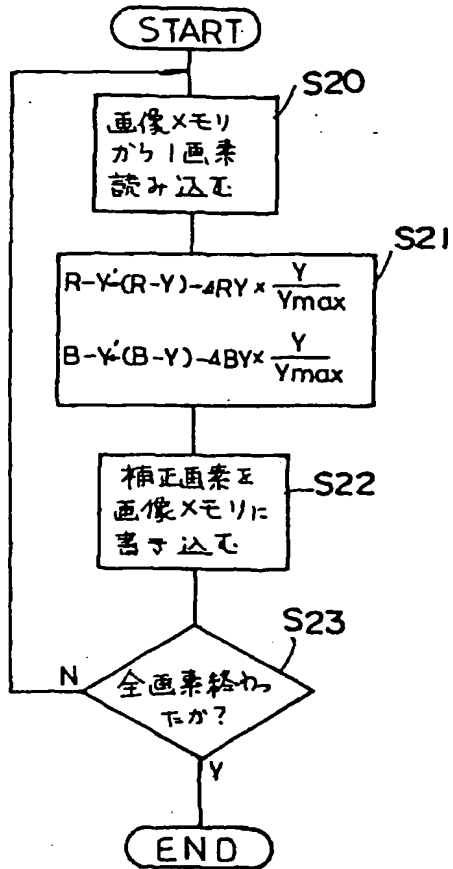 START
S20
画像メモリ
から1画素
読み込む
S21
R-Y'←(R-Y)-ΔRY×Y/Ymax
B-Y'←(B-Y)-ΔBY×Y/Ymax
補正画素を
画像メモリに
書き込む
S22
S23
全画素終わっ
たか?
N
Y
END